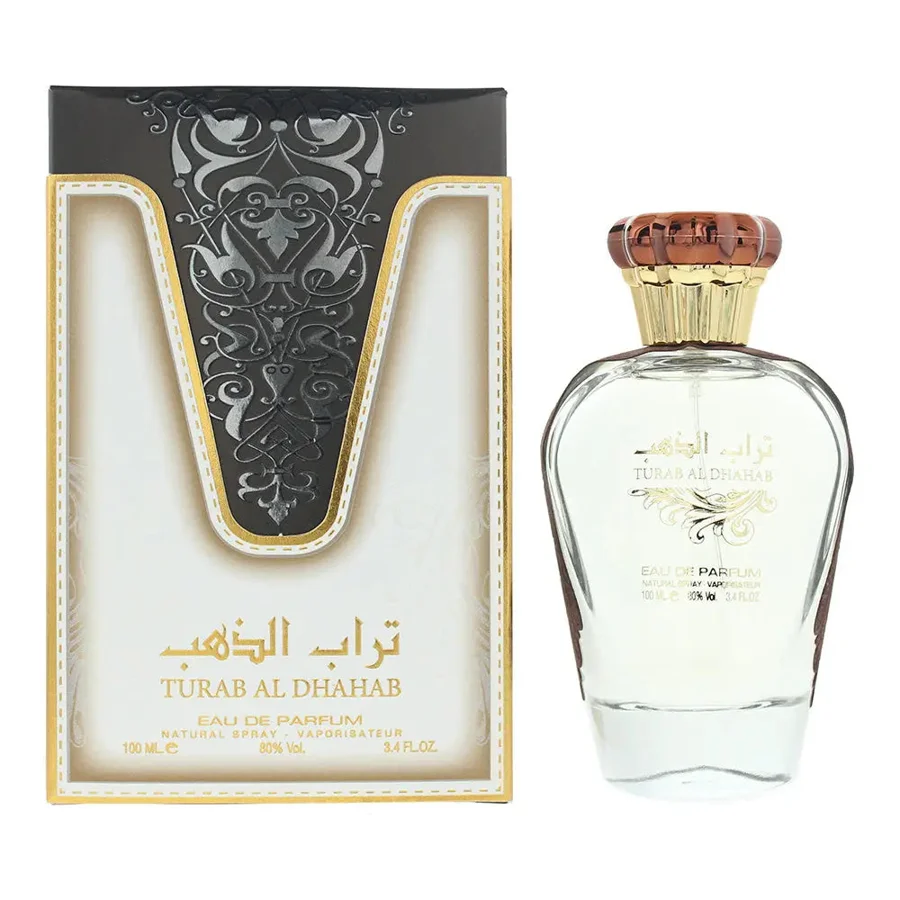 تراب الذهب
TURAB AL DHAHAB
EAU DE PARFUM
NATURAL SPRAY - VAPORISATEUR
100 ML ℮ 80% Vol. 3.4 FL.OZ.
تراب الذهب
TURAB AL DHAHAB
EAU DE PARFUM
NATURAL SPRAY - VAPORISATEUR
100 ML ℮ 80% Vol. 3.4 FL.OZ.